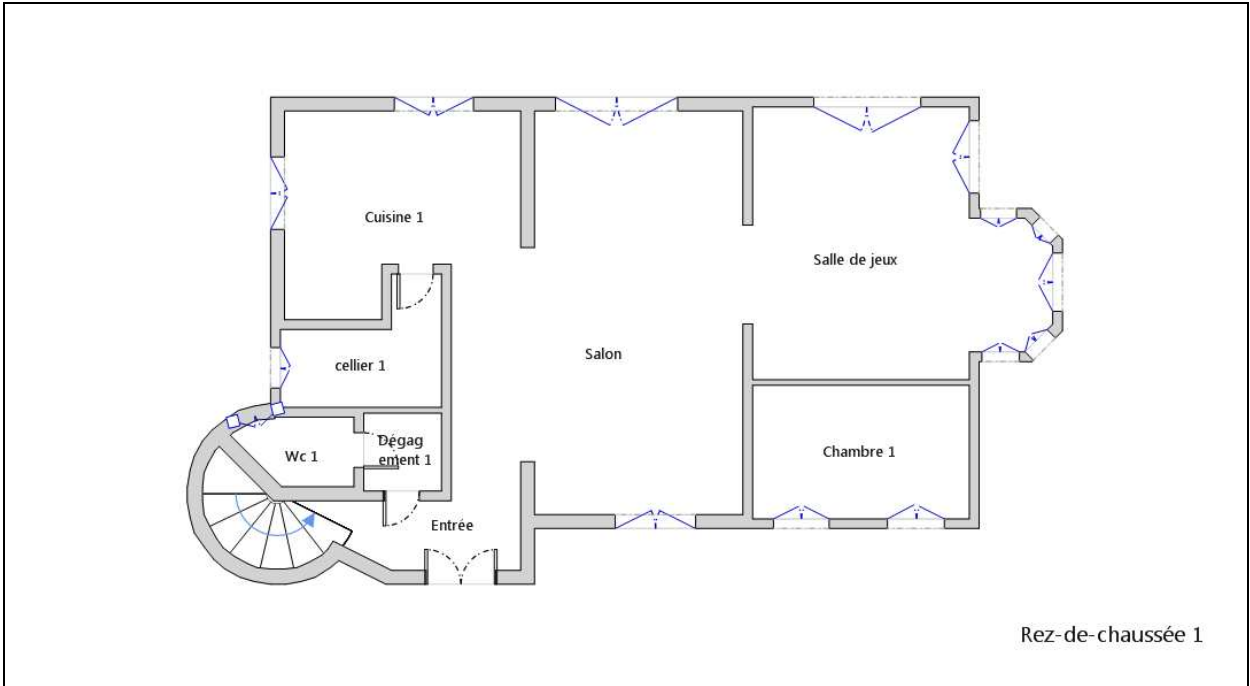 Cuisine 1
Salle de jeux
Salon
cellier 1
Dégag
ement 1
Wc 1
Chambre 1
Entrée
Rez-de-chaussée 1